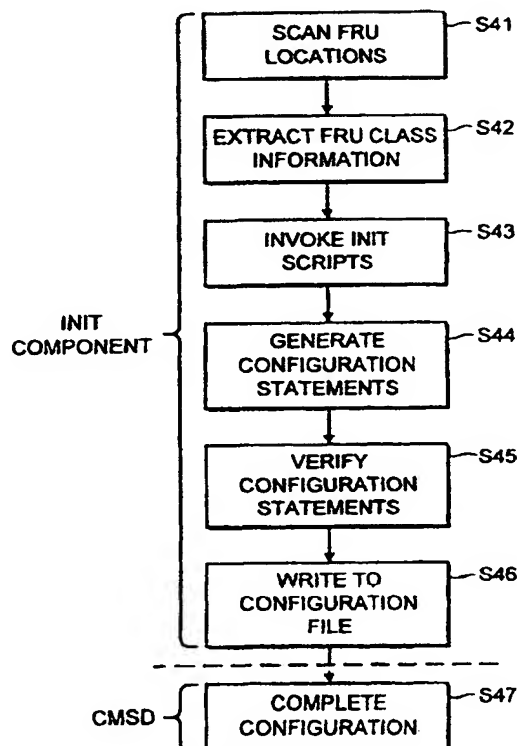 SCAN FRU
LOCATIONS
S41
EXTRACT FRU CLASS
INFORMATION
S42
INVOKE INIT
SCRIPTS
S43
INIT
COMPONENT
GENERATE
CONFIGURATION
STATEMENTS
S44
VERIFY
CONFIGURATION
STATEMENTS
S45
WRITE TO
CONFIGURATION
FILE
S46
CMSD
COMPLETE
CONFIGURATION
S47